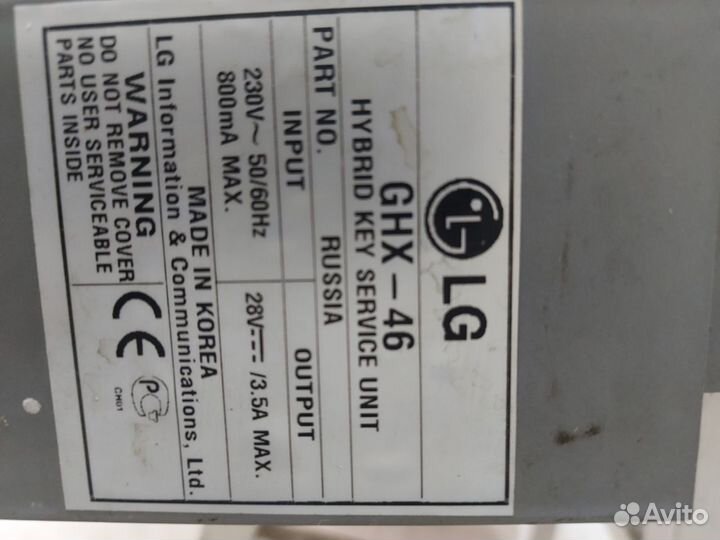 LG
GHX-46
HYBRID KEY SERVICE UNIT
PART NO. RUSSIA
INPUT OUTPUT
230V~ 50/60Hz 28V⎓/3.5A MAX.
800mA MAX.
MADE IN KOREA
LG Information & Communications, Ltd.
WARNING
DO NOT REMOVE COVER
NO USER SERVICEABLE
PARTS INSIDE
CE
PG
CH01
Avito